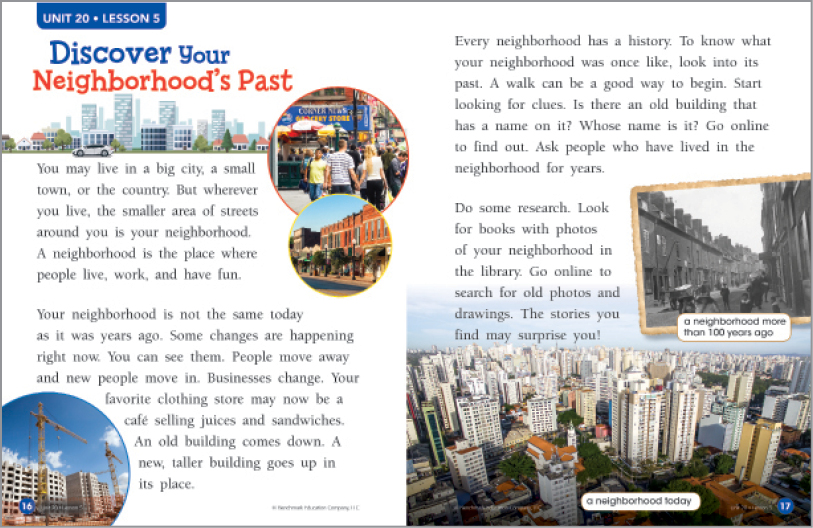 UNIT 20 • LESSON 5
Discover Your
Neighborhood's Past
CORNER NEWS
GROCERY STORE
You may live in a big city, a small
town, or the country. But wherever
you live, the smaller area of streets
around you is your neighborhood.
A neighborhood is the place where
people live, work, and have fun.
Your neighborhood is not the same today
as it was years ago. Some changes are happening
right now. You can see them. People move away
and new people move in. Businesses change. Your
favorite clothing store may now be a
café selling juices and sandwiches.
An old building comes down. A
new, taller building goes up in
its place.
16
© Benchmark Education Company, LLC
Every neighborhood has a history. To know what
your neighborhood was once like, look into its
past. A walk can be a good way to begin. Start
looking for clues. Is there an old building that
has a name on it? Whose name is it? Go online
to find out. Ask people who have lived in the
neighborhood for years.
Do some research. Look
for books with photos
of your neighborhood in
the library. Go online to
search for old photos and
drawings. The stories you
find may surprise you!
a neighborhood more
than 100 years ago
a neighborhood today
Unit 20 • Lesson 5
17